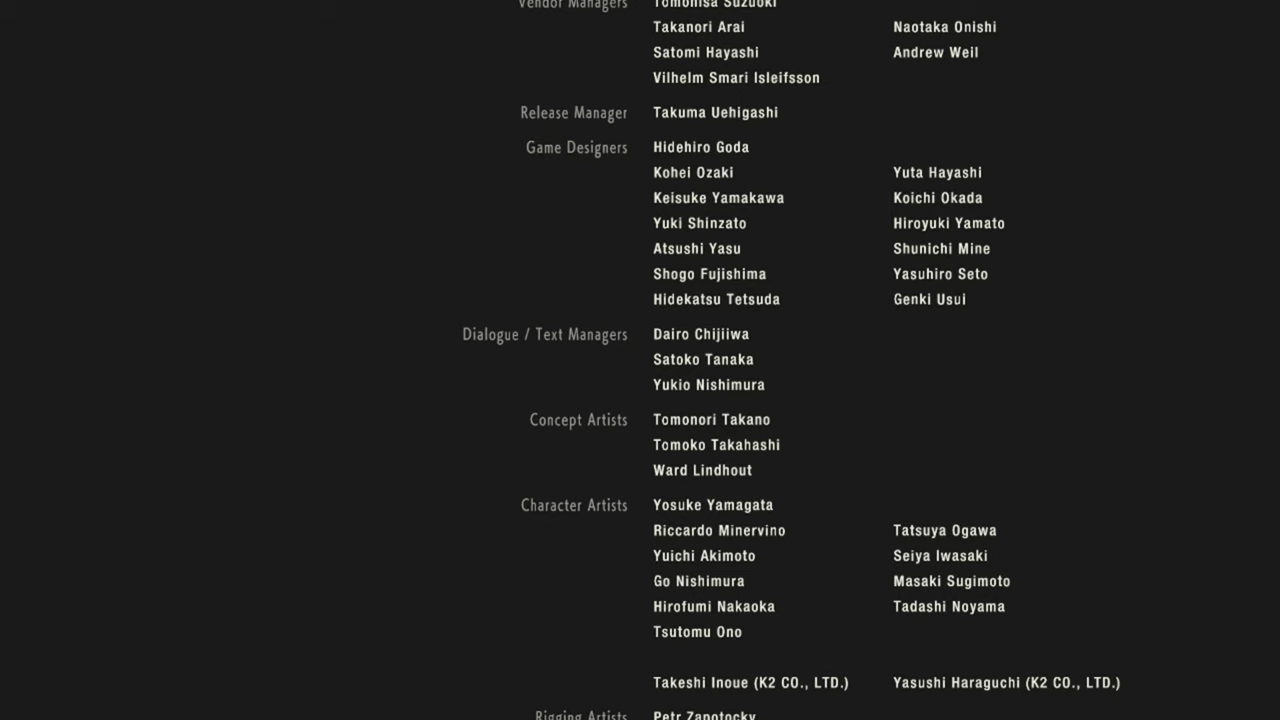 Vendor Managers Tomohisa Suzuoki
Takanori Arai Naotaka Onishi
Satomi Hayashi Andrew Weil
Vilhelm Smari Isleifsson
Release Manager Takuma Uehigashi
Game Designers Hidehiro Goda
Kohei Ozaki Yuta Hayashi
Keisuke Yamakawa Koichi Okada
Yuki Shinzato Hiroyuki Yamato
Atsushi Yasu Shunichi Mine
Shogo Fujishima Yasuhiro Seto
Hidekatsu Tetsuda Genki Usui
Dialogue / Text Managers Dairo Chijiiwa
Satoko Tanaka
Yukio Nishimura
Concept Artists Tomonori Takano
Tomoko Takahashi
Ward Lindhout
Character Artists Yosuke Yamagata
Riccardo Minervino Tatsuya Ogawa
Yuichi Akimoto Seiya Iwasaki
Go Nishimura Masaki Sugimoto
Hirofumi Nakaoka Tadashi Noyama
Tsutomu Ono
Takeshi Inoue (K2 CO., LTD.) Yasushi Haraguchi (K2 CO., LTD.)
Rigging Artists Petr Zapotocky